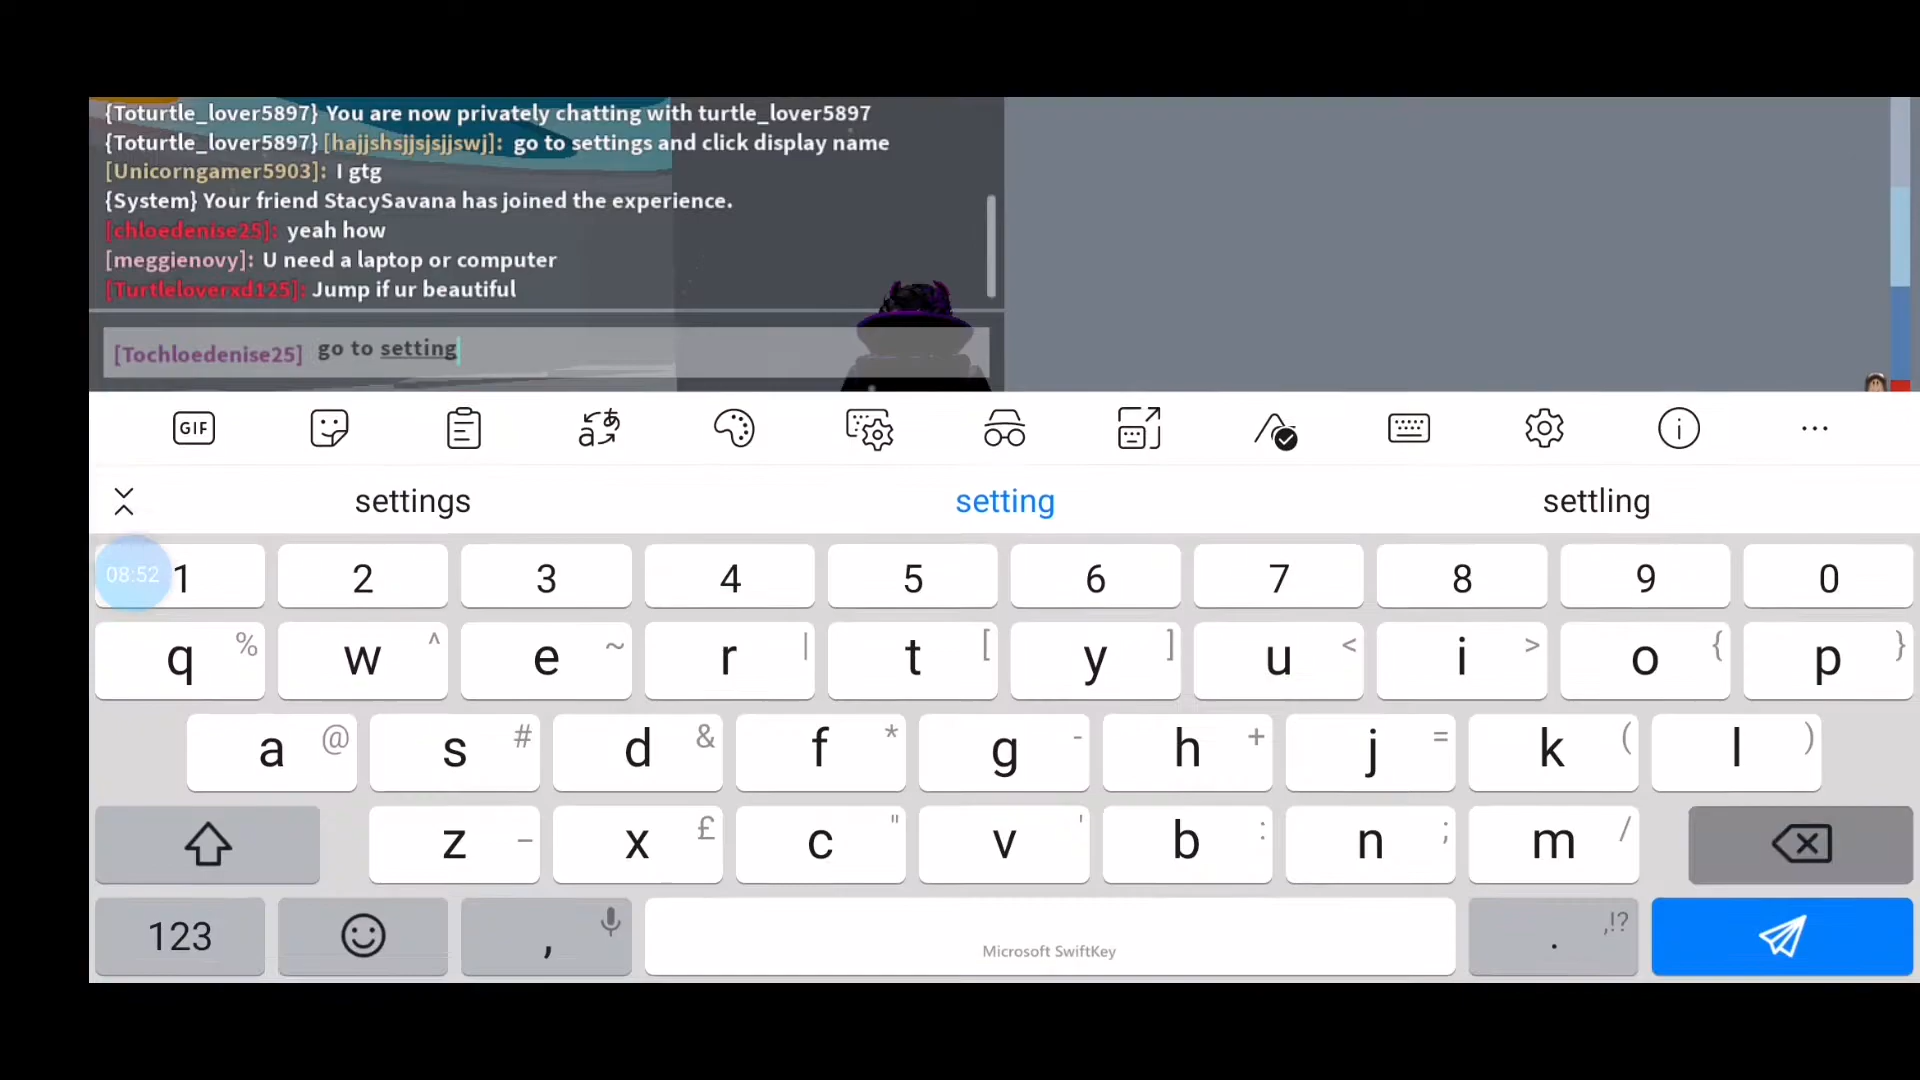 {Toturtle_lover5897} You are now privately chatting with turtle_lover5897
{Toturtle_lover5897} [hajjshsjjsjsjjswj]: go to settings and click display name
[Unicorngamer5903]: I gtg
{System} Your friend StacySavana has joined the experience.
[chloedenise25]: yeah how
[meggienovy]: U need a laptop or computer
[Turtleloverxd125]: Jump if ur beautiful
[Tochloedenise25] go to setting
GIF
settings setting settling
08:52
1 2 3 4 5 6 7 8 9 0
q % w ^ e ~ r | t [ y ] u < i > o { p }
a @ s # d & f * g - h + j = k ( l )
z _ x £ c " v ' b : n ; m /
123 , Microsoft SwiftKey . ,!?